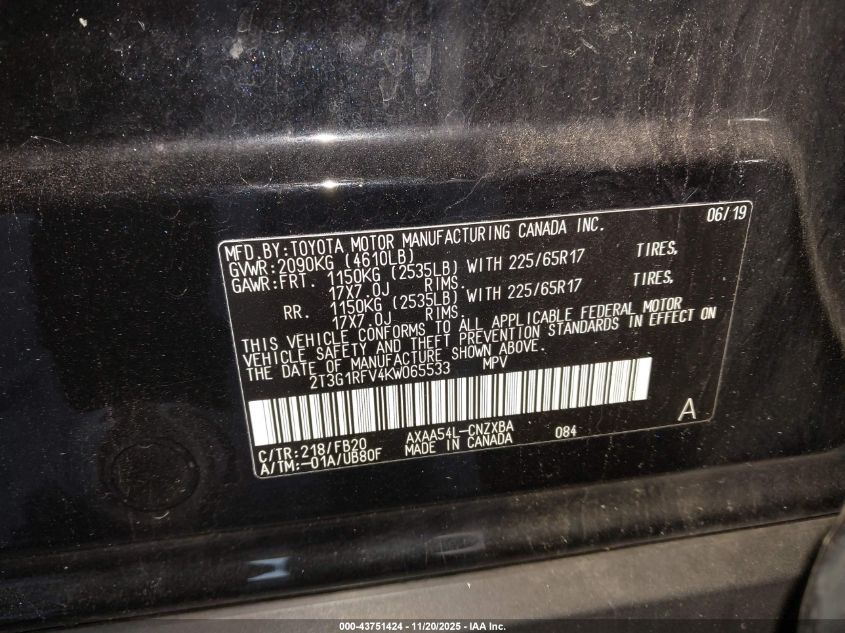 MFD.BY:TOYOTA MOTOR MANUFACTURING CANADA INC. 06/19
GVWR:2090KG (4610LB)
GAWR:FRT. 1150KG (2535LB) WITH 225/65R17 TIRES,
17X7.0J RIMS.
RR. 1150KG (2535LB) WITH 225/65R17 TIRES,
17X7.0J RIMS.
THIS VEHICLE CONFORMS TO ALL APPLICABLE FEDERAL MOTOR
VEHICLE SAFETY AND THEFT PREVENTION STANDARDS IN EFFECT ON
THE DATE OF MANUFACTURE SHOWN ABOVE.
2T3G1RFV4KW065533 MPV
A
C/TR:218/FB20 AXAA54L-CNZXBA 084
A/TM:-01A/UB80F MADE IN CANADA
000-43751424 - 11/20/2025 - IAA Inc.